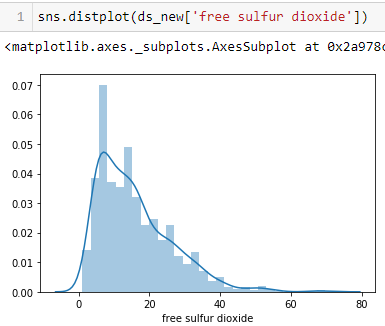 1 sns.distplot(ds_new['free sulfur dioxide'])
<matplotlib.axes._subplots.AxesSubplot at 0x2a978
0.07
0.06
0.05
0.04
0.03
0.02
0.01
0.00
0 20 40 60 80
free sulfur dioxide